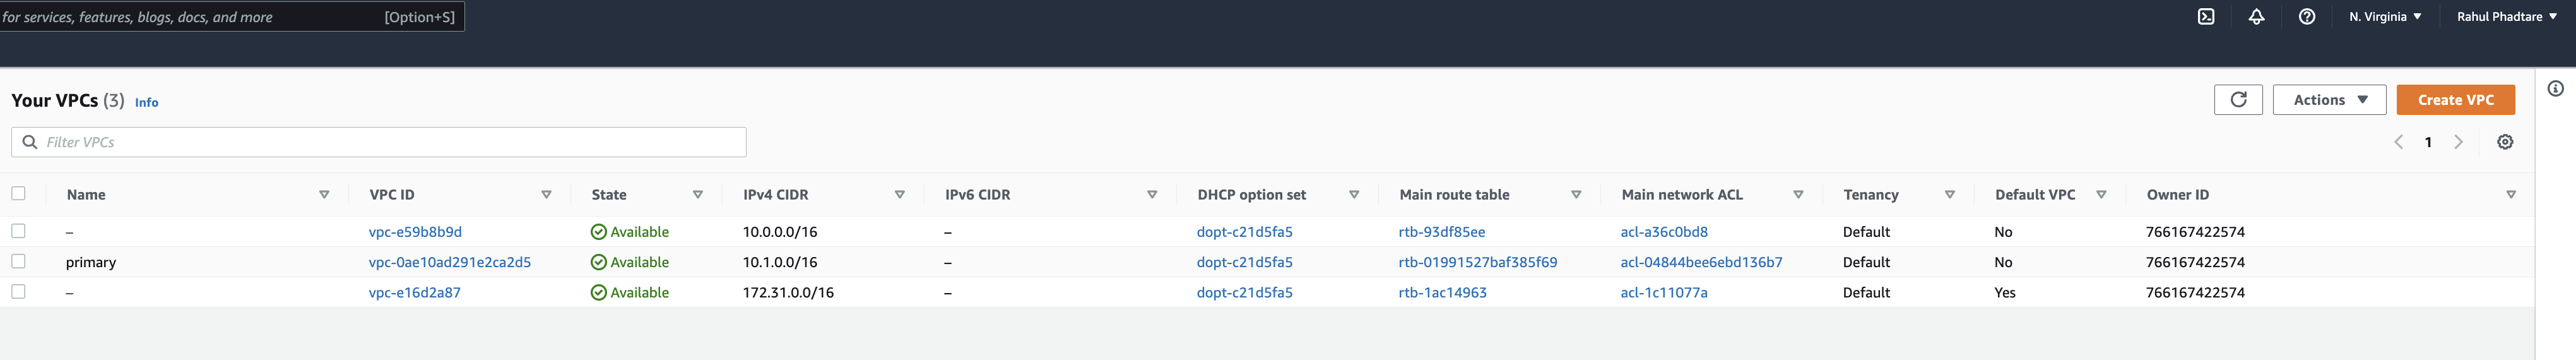 for services, features, blogs, docs, and more [Option+S] N. Virginia Rahul Phadtare
Your VPCs (3) Info Actions Create VPC
Filter VPCs 1
Name VPC ID State IPv4 CIDR IPv6 CIDR DHCP option set Main route table Main network ACL Tenancy Default VPC Owner ID
– vpc-e59b8b9d Available 10.0.0.0/16 – dopt-c21d5fa5 rtb-93df85ee acl-a36c0bd8 Default No 766167422574
primary vpc-0ae10ad291e2ca2d5 Available 10.1.0.0/16 – dopt-c21d5fa5 rtb-01991527baf385f69 acl-04844bee6ebd136b7 Default No 766167422574
– vpc-e16d2a87 Available 172.31.0.0/16 – dopt-c21d5fa5 rtb-1ac14963 acl-1c11077a Default Yes 766167422574